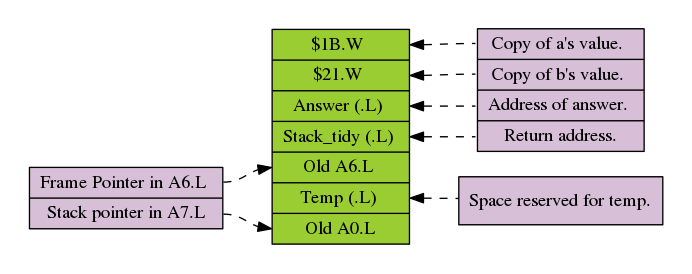 $1B.W
$21.W
Answer (.L)
Stack_tidy (.L)
Old A6.L
Temp (.L)
Old A0.L
Copy of a's value.
Copy of b's value.
Address of answer.
Return address.
Frame Pointer in A6.L
Stack pointer in A7.L
Space reserved for temp.